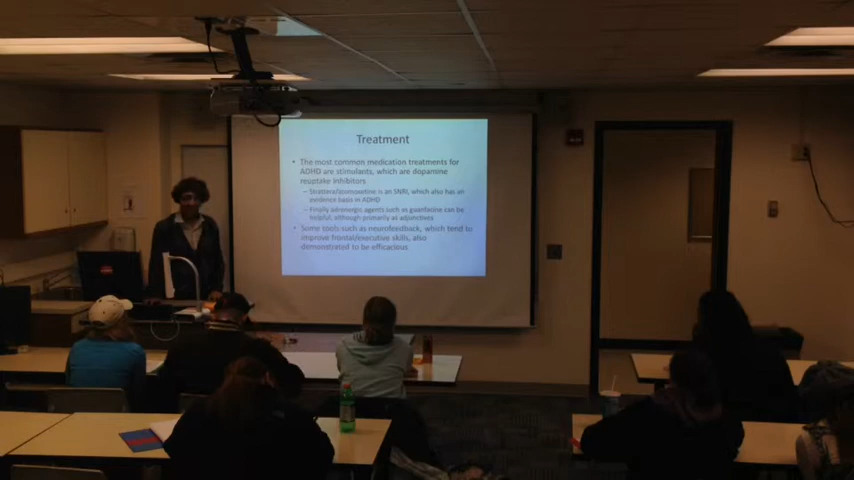 Treatment
• The most common medication treatments for
ADHD are stimulants, which are dopamine
reuptake inhibitors
– Strattera/atomoxetine is an SNRI, which also has an
evidence basis in ADHD
– Finally adrenergic agents such as guanfacine can be
helpful, although primarily as adjunctives
• Some tools such as neurofeedback, which tend to
improve frontal/executive skills, also
demonstrated to be efficacious